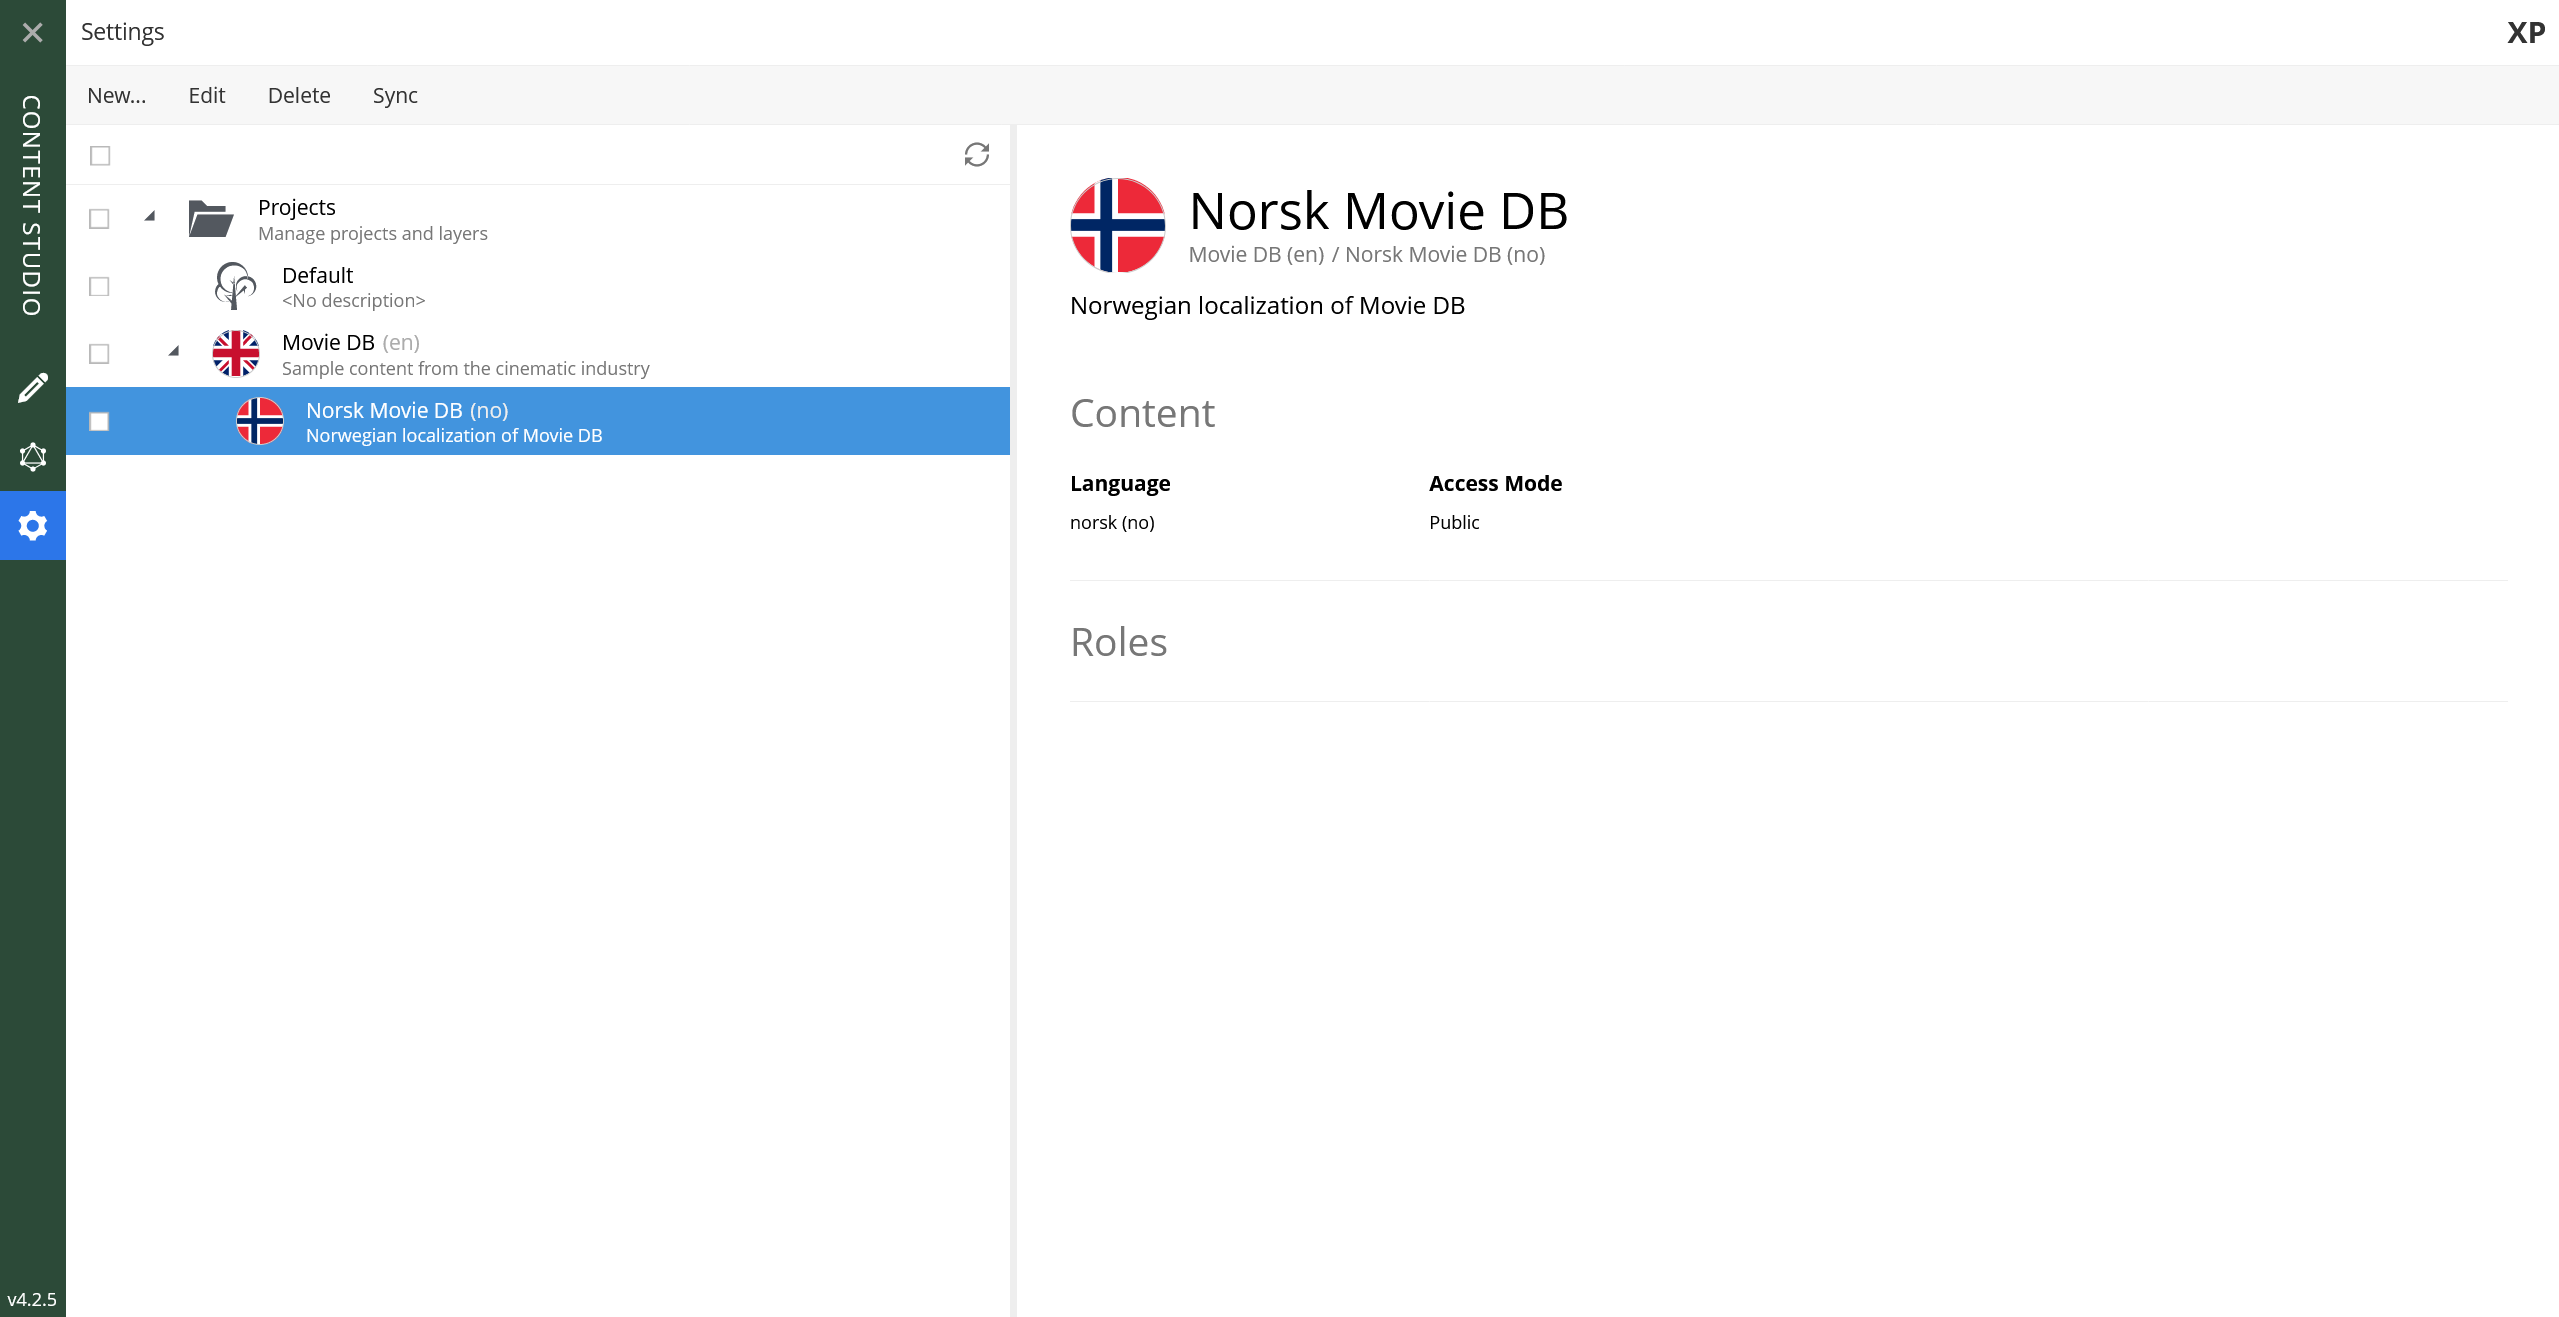 Settings
XP
CONTENT STUDIO
New... Edit Delete Sync
Projects
Manage projects and layers
Default
<No description>
Movie DB (en)
Sample content from the cinematic industry
Norsk Movie DB (no)
Norwegian localization of Movie DB
Norsk Movie DB
Movie DB (en) / Norsk Movie DB (no)
Norwegian localization of Movie DB
Content
Language Access Mode
norsk (no) Public
Roles
v4.2.5